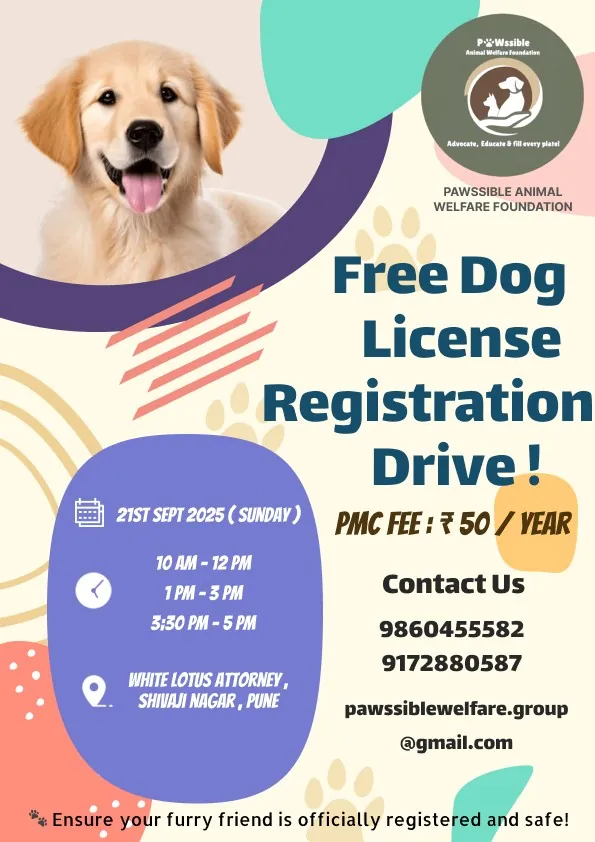 PAWssible
Animal Welfare Foundation
Advocate, Educate & fill every plate!
PAWSSIBLE ANIMAL
WELFARE FOUNDATION
Free Dog
License
Registration
Drive !
PMC FEE : ₹ 50 / YEAR
21ST SEPT 2025 ( SUNDAY )
10 AM - 12 PM
1 PM - 3 PM
3;30 PM - 5 PM
WHITE LOTUS ATTORNEY ,
SHIVAJI NAGAR , PUNE
Contact Us
9860455582
9172880587
pawssiblewelfare.group
@gmail.com
🐾 Ensure your furry friend is officially registered and safe!